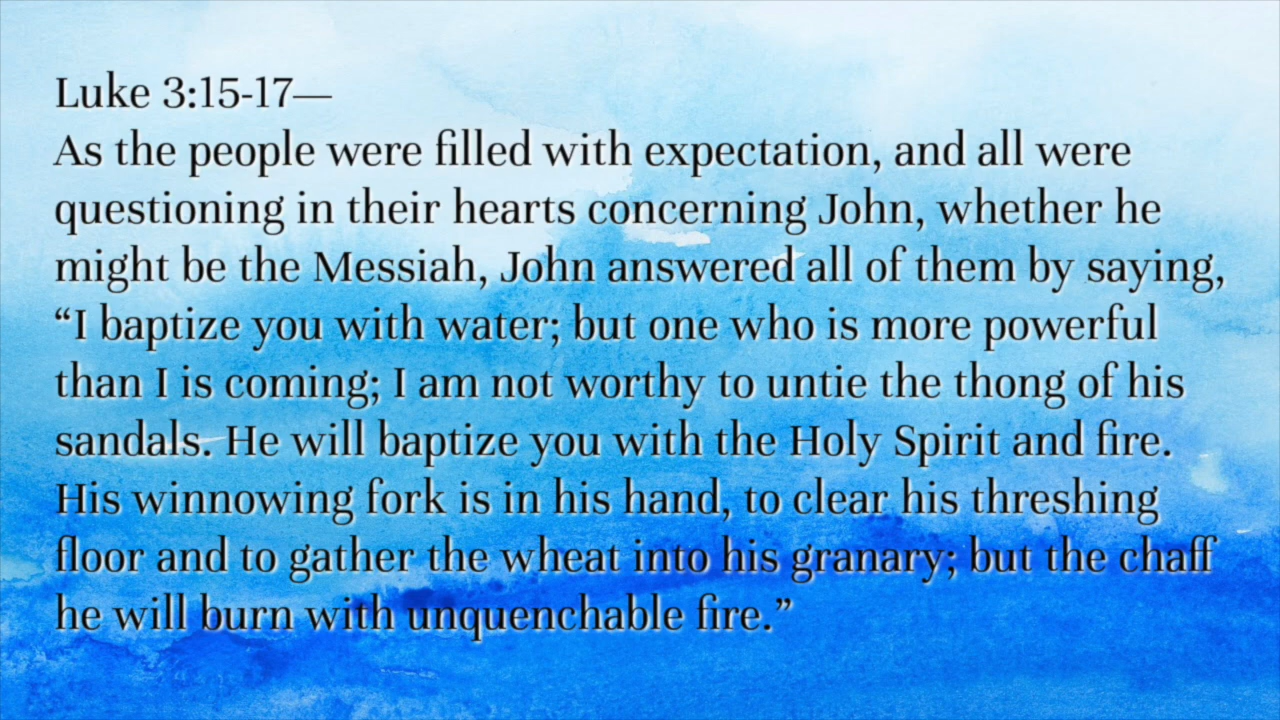 Luke 3:15-17—
As the people were filled with expectation, and all were
questioning in their hearts concerning John, whether he
might be the Messiah, John answered all of them by saying,
“I baptize you with water; but one who is more powerful
than I is coming; I am not worthy to untie the thong of his
sandals. He will baptize you with the Holy Spirit and fire.
His winnowing fork is in his hand, to clear his threshing
floor and to gather the wheat into his granary; but the chaff
he will burn with unquenchable fire.”